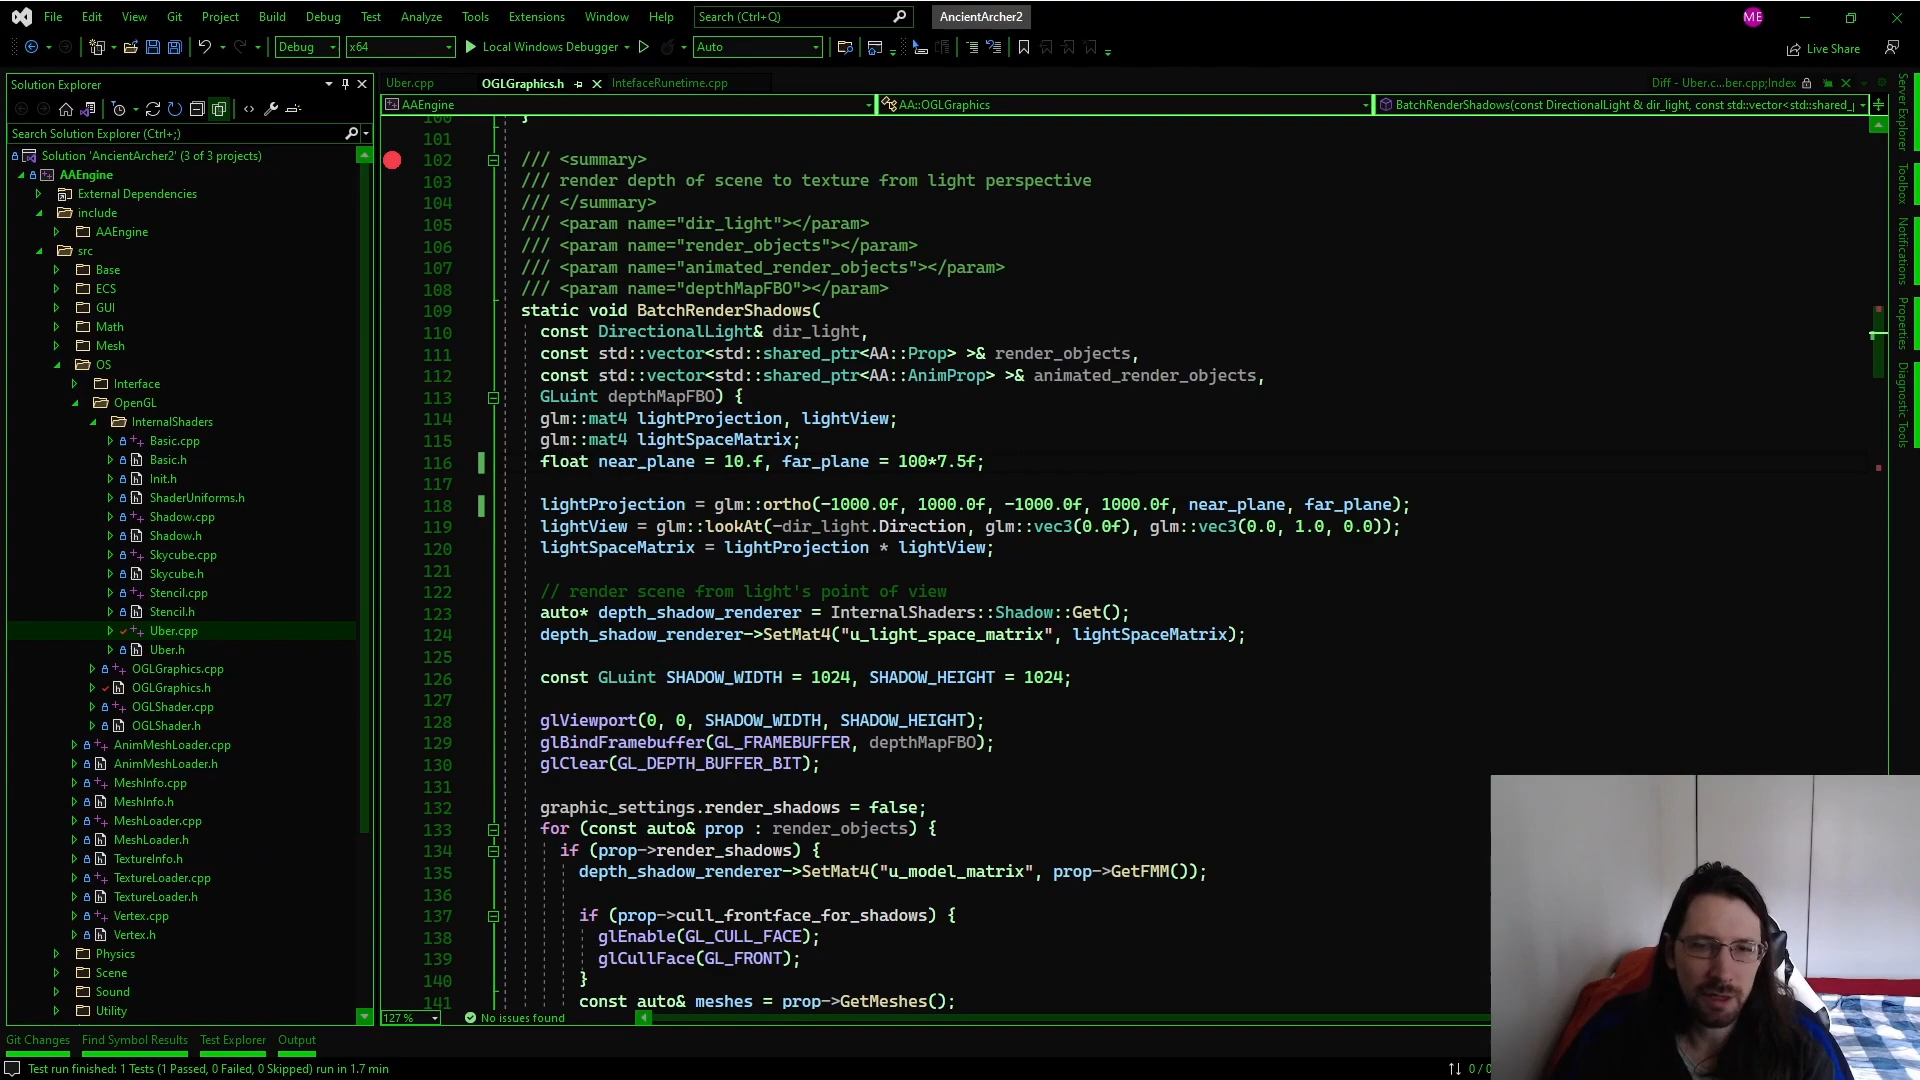 File Edit View Git Project Build Debug Test Analyze Tools Extensions Window Help Search (Ctrl+Q) AncientArcher2 ME
Debug x64 Local Windows Debugger Auto Live Share
Solution Explorer
Search Solution Explorer (Ctrl+;)
Solution 'AncientArcher2' (3 of 3 projects)
AAEngine
External Dependencies
include
AAEngine
src
Base
ECS
GUI
Math
Mesh
OS
Interface
OpenGL
InternalShaders
Basic.cpp
Basic.h
Init.h
ShaderUniforms.h
Shadow.cpp
Shadow.h
Skycube.cpp
Skycube.h
Stencil.cpp
Stencil.h
Uber.cpp
Uber.h
OGLGraphics.cpp
OGLGraphics.h
OGLShader.cpp
OGLShader.h
AnimMeshLoader.cpp
AnimMeshLoader.h
MeshInfo.cpp
MeshInfo.h
MeshLoader.cpp
MeshLoader.h
TextureInfo.h
TextureLoader.cpp
TextureLoader.h
Vertex.cpp
Vertex.h
Physics
Scene
Sound
Utility
Git Changes Find Symbol Results Test Explorer Output
Test run finished: 1 Tests (1 Passed, 0 Failed, 0 Skipped) run in 1.7 min
Uber.cpp OGLGraphics.h IntefaceRunetime.cpp Diff - Uber.c...ber.cpp;Index
AAEngine AA::OGLGraphics BatchRenderShadows(const DirectionalLight & dir_light, const std::vector<std::shared_
100 }
101
102 /// <summary>
103 /// render depth of scene to texture from light perspective
104 /// </summary>
105 /// <param name="dir_light"></param>
106 /// <param name="render_objects"></param>
107 /// <param name="animated_render_objects"></param>
108 /// <param name="depthMapFBO"></param>
109 static void BatchRenderShadows(
110 const DirectionalLight& dir_light,
111 const std::vector<std::shared_ptr<AA::Prop> >& render_objects,
112 const std::vector<std::shared_ptr<AA::AnimProp> >& animated_render_objects,
113 GLuint depthMapFBO) {
114 glm::mat4 lightProjection, lightView;
115 glm::mat4 lightSpaceMatrix;
116 float near_plane = 10.f, far_plane = 100*7.5f;
117
118 lightProjection = glm::ortho(-1000.0f, 1000.0f, -1000.0f, 1000.0f, near_plane, far_plane);
119 lightView = glm::lookAt(-dir_light.Direction, glm::vec3(0.0f), glm::vec3(0.0, 1.0, 0.0));
120 lightSpaceMatrix = lightProjection * lightView;
121
122 // render scene from light's point of view
123 auto* depth_shadow_renderer = InternalShaders::Shadow::Get();
124 depth_shadow_renderer->SetMat4("u_light_space_matrix", lightSpaceMatrix);
125
126 const GLuint SHADOW_WIDTH = 1024, SHADOW_HEIGHT = 1024;
127
128 glViewport(0, 0, SHADOW_WIDTH, SHADOW_HEIGHT);
129 glBindFramebuffer(GL_FRAMEBUFFER, depthMapFBO);
130 glClear(GL_DEPTH_BUFFER_BIT);
131
132 graphic_settings.render_shadows = false;
133 for (const auto& prop : render_objects) {
134 if (prop->render_shadows) {
135 depth_shadow_renderer->SetMat4("u_model_matrix", prop->GetFMM());
136
137 if (prop->cull_frontface_for_shadows) {
138 glEnable(GL_CULL_FACE);
139 glCullFace(GL_FRONT);
140 }
141 const auto& meshes = prop->GetMeshes();
127 % No issues found
0 / 0
Server Explorer
Toolbox
Notifications
Properties
Diagnostic Tools